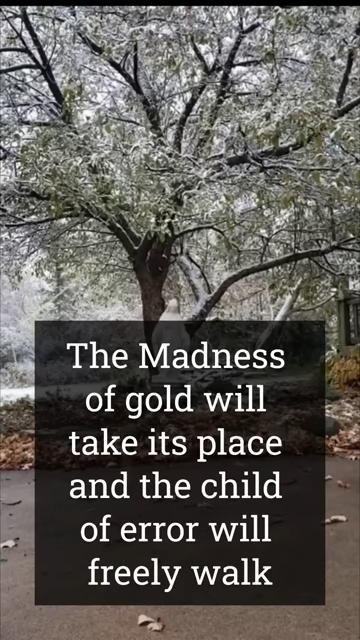 The Madness
of gold will
take its place
and the child
of error will
freely walk